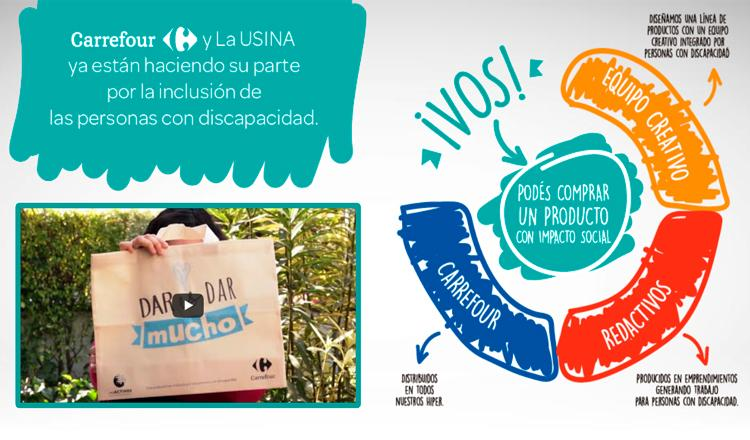 Carrefour y La USINA
ya están haciendo su parte
por la inclusión de
las personas con discapacidad.
DAR DAR
mucho
Carrefour
¡VOS!
PODÉS COMPRAR
UN PRODUCTO
CON IMPACTO SOCIAL
DISEÑAMOS UNA LÍNEA DE
PRODUCTOS CON UN EQUIPO
CREATIVO INTEGRADO POR
PERSONAS CON DISCAPACIDAD
EQUIPO CREATIVO
REDACTIVOS
CARREFOUR
DISTRIBUIDOS
EN TODOS
NUESTROS HIPER.
PRODUCIDOS EN EMPRENDIMIENTOS
GENERANDO TRABAJO
PARA PERSONAS CON DISCAPACIDAD.